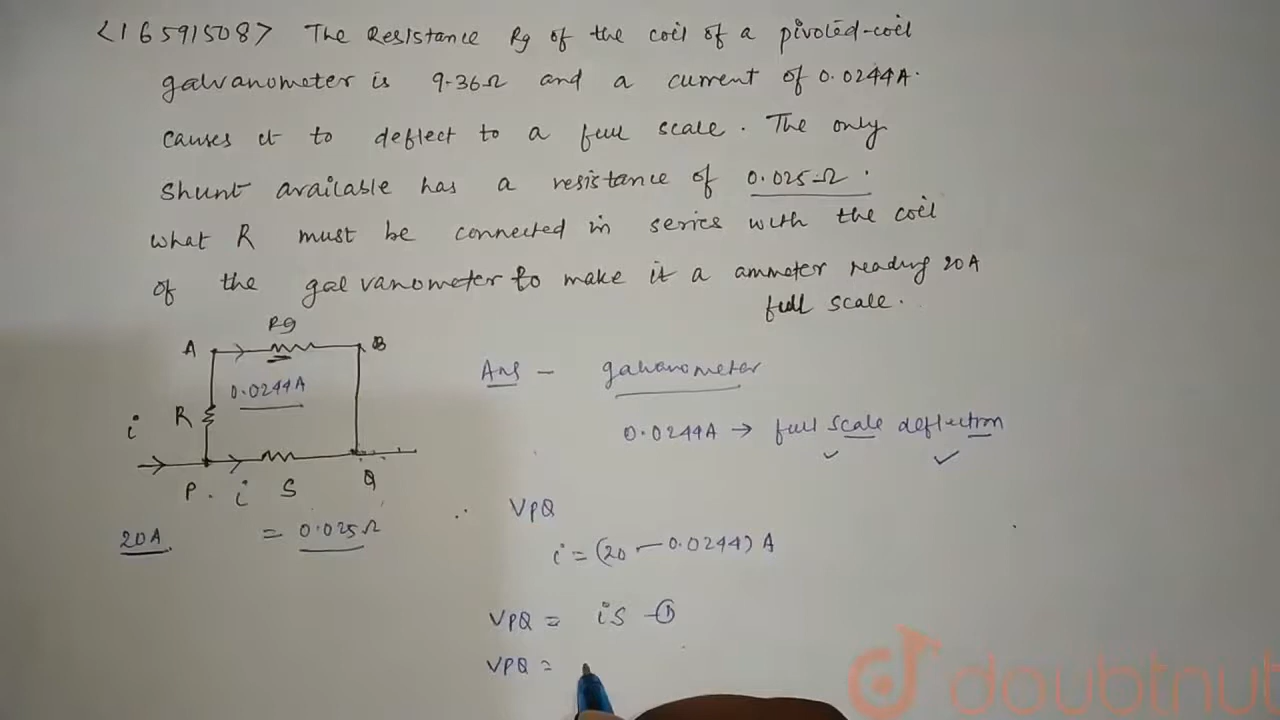 <165915083> The Resistance Rg of the coil of a pivoted-coil
galvanometer is 9.36Ω and a current of 0.0244A.
causes it to deflect to a full scale. The only
shunt available has a resistance of 0.025Ω.
what R must be connected in series with the coil
of the galvanometer to make it a ammeter reading 20A
full scale.
Rg
A
B
0.0244A
R
i
P.
i
S
Q
20A
= 0.025Ω
Ans - galvanometer
0.0244A → full scale deflection
∴ VPQ
i = (20 - 0.0244) A
VPQ = iS -①
VPQ =
doubtnut